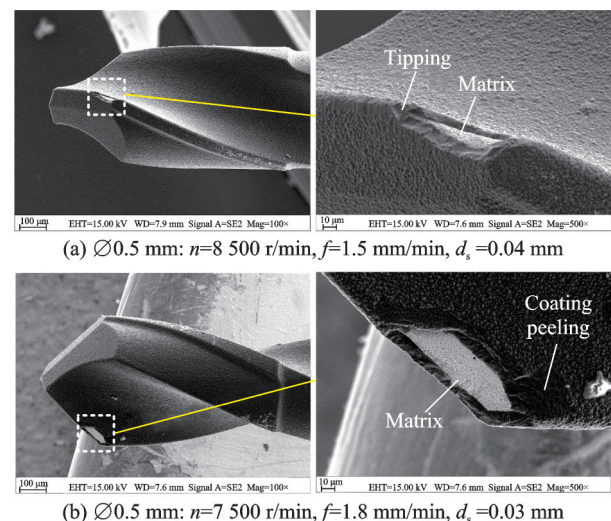 Tipping
Matrix
100 μm
EHT=15.00 kV WD=7.9 mm Signal A=SE2 Mag=100×
10 μm
EHT=15.00 kV WD=7.6 mm Signal A=SE2 Mag=500×
(a) ∅0.5 mm: n=8 500 r/min, f=1.5 mm/min, dₛ =0.04 mm
Coating
peeling
Matrix
100 μm
EHT=15.00 kV WD=7.6 mm Signal A=SE2 Mag=100×
10 μm
EHT=15.00 kV WD=7.6 mm Signal A=SE2 Mag=500×
(b) ∅0.5 mm: n=7 500 r/min, f=1.8 mm/min, dₛ =0.03 mm